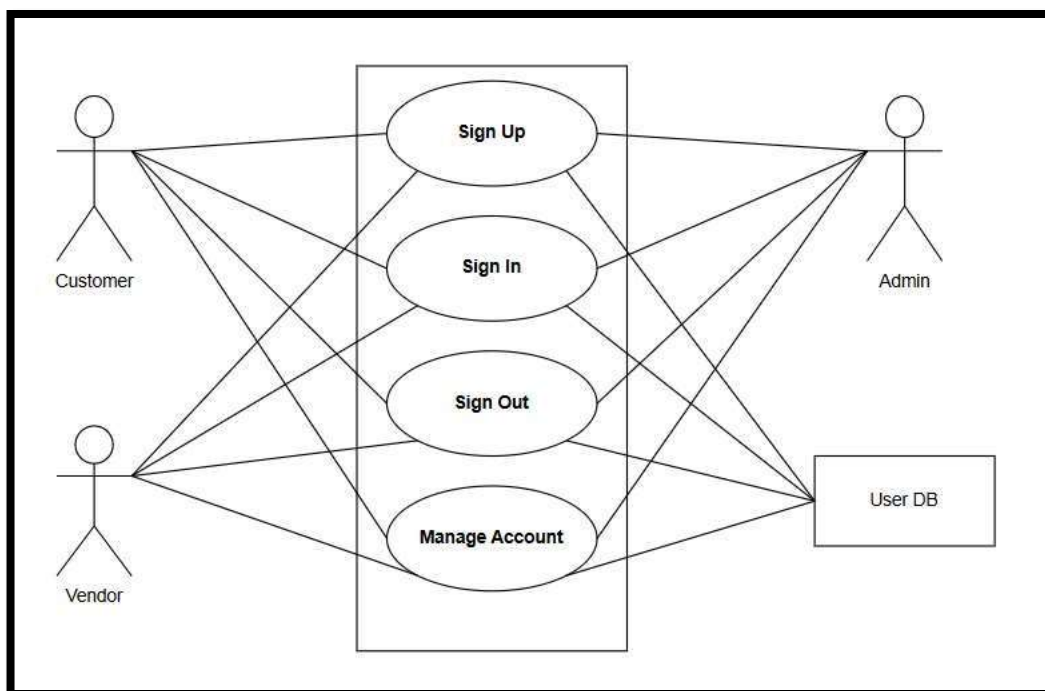 Sign Up
Sign In
Customer
Admin
Sign Out
User DB
Manage Account
Vendor